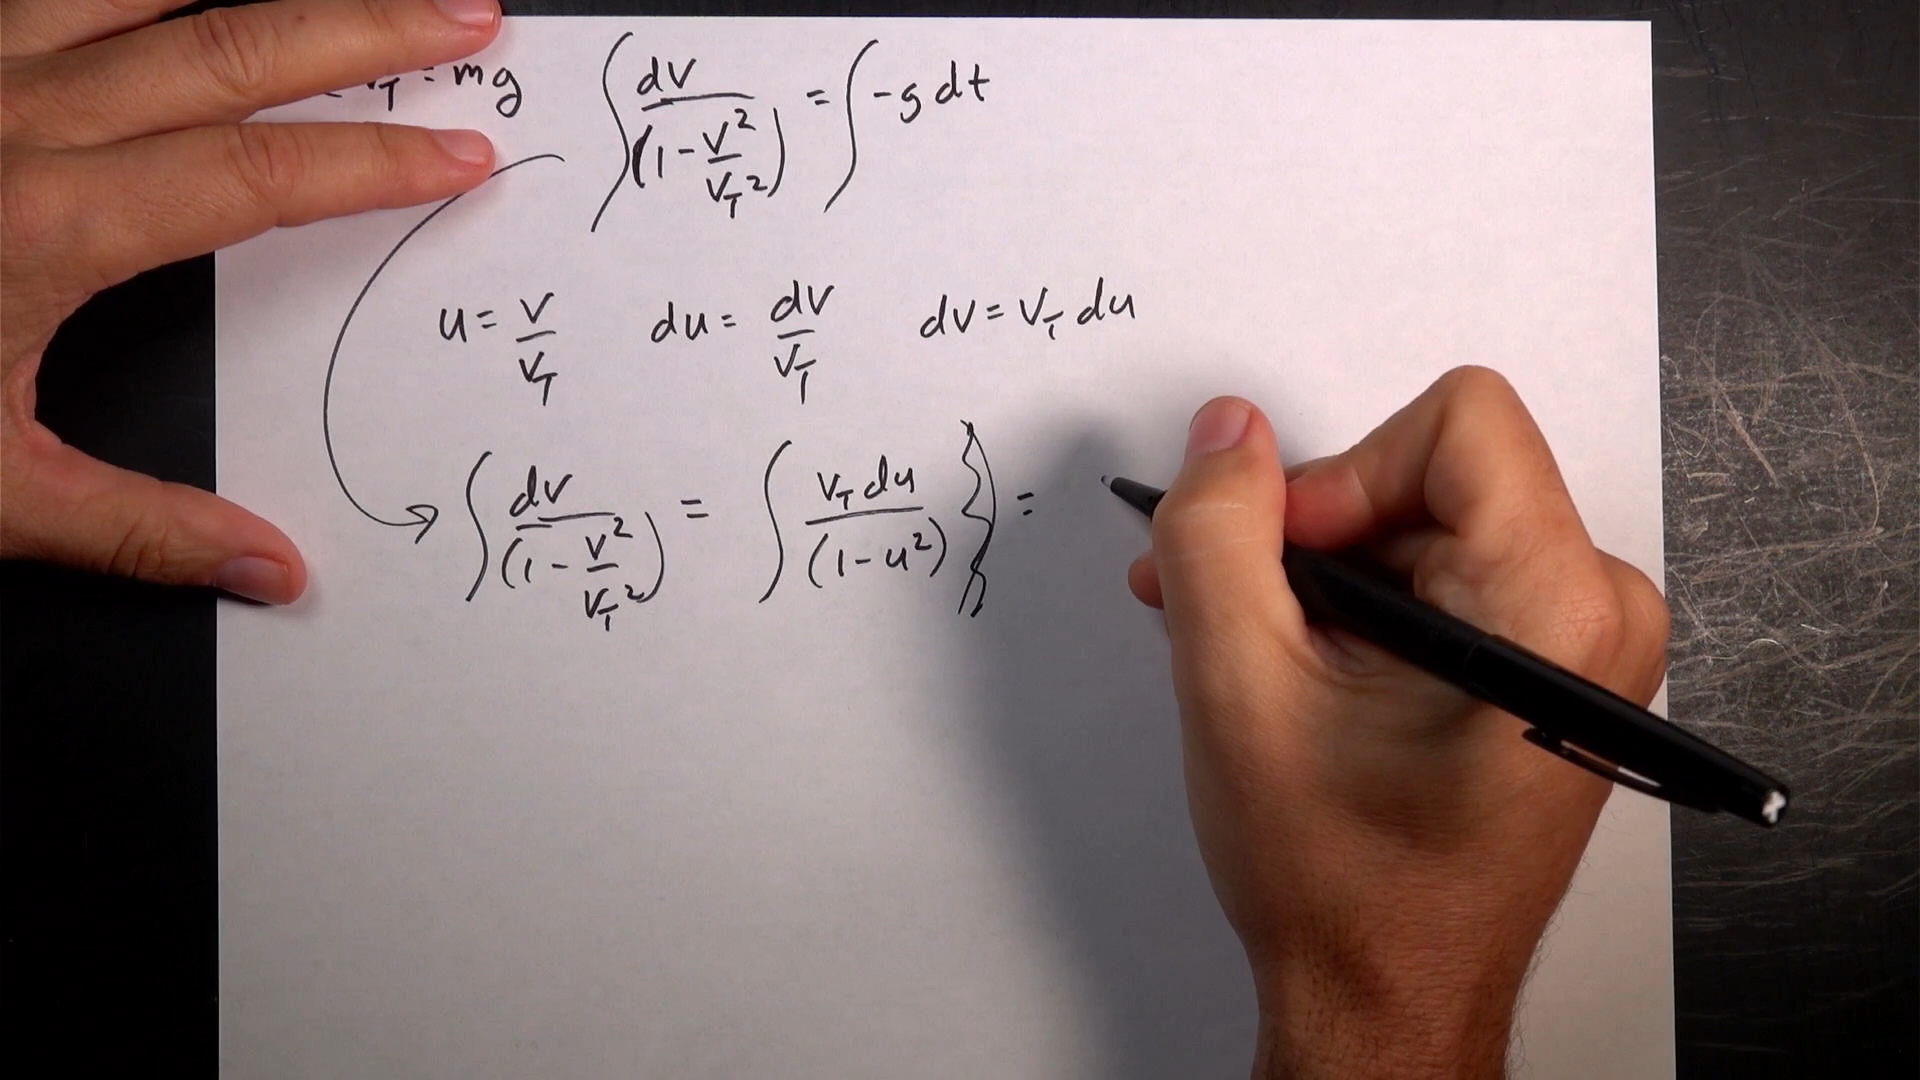 v_T = mg ∫ dv/(1 - v²/v_T²) = ∫ -g dt
u = v/v_T du = dv/v_T dv = v_T du
∫ dv/(1 - v²/v_T²) = ∫ v_T du/(1 - u²) =